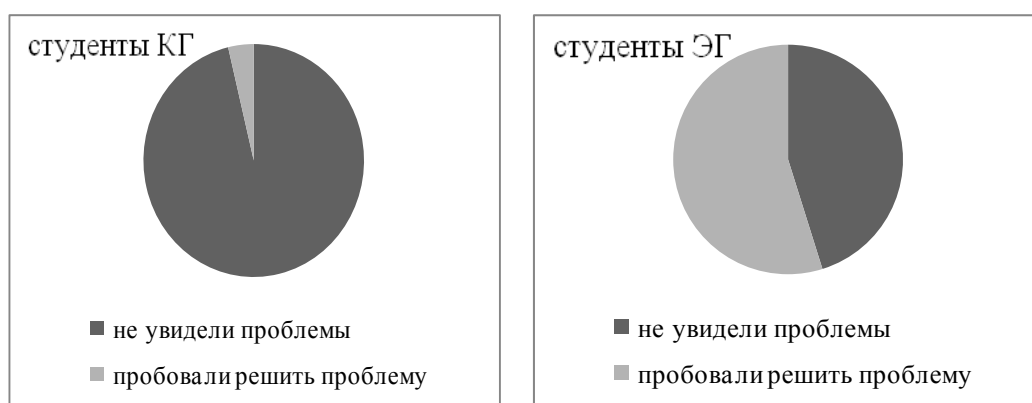 студенты КГ
не увидели проблемы
пробовали решить проблему
студенты ЭГ
не увидели проблемы
пробовали решить проблему